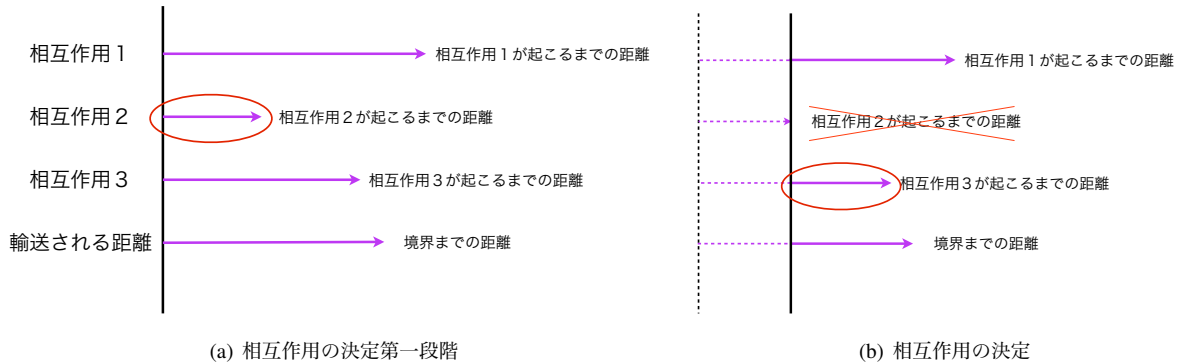 相互作用１
相互作用１が起こるまでの距離
相互作用２
相互作用２が起こるまでの距離
相互作用３
相互作用３が起こるまでの距離
輸送される距離
境界までの距離
(a) 相互作用の決定第一段階
相互作用１が起こるまでの距離
相互作用２が起こるまでの距離
相互作用３が起こるまでの距離
境界までの距離
(b) 相互作用の決定